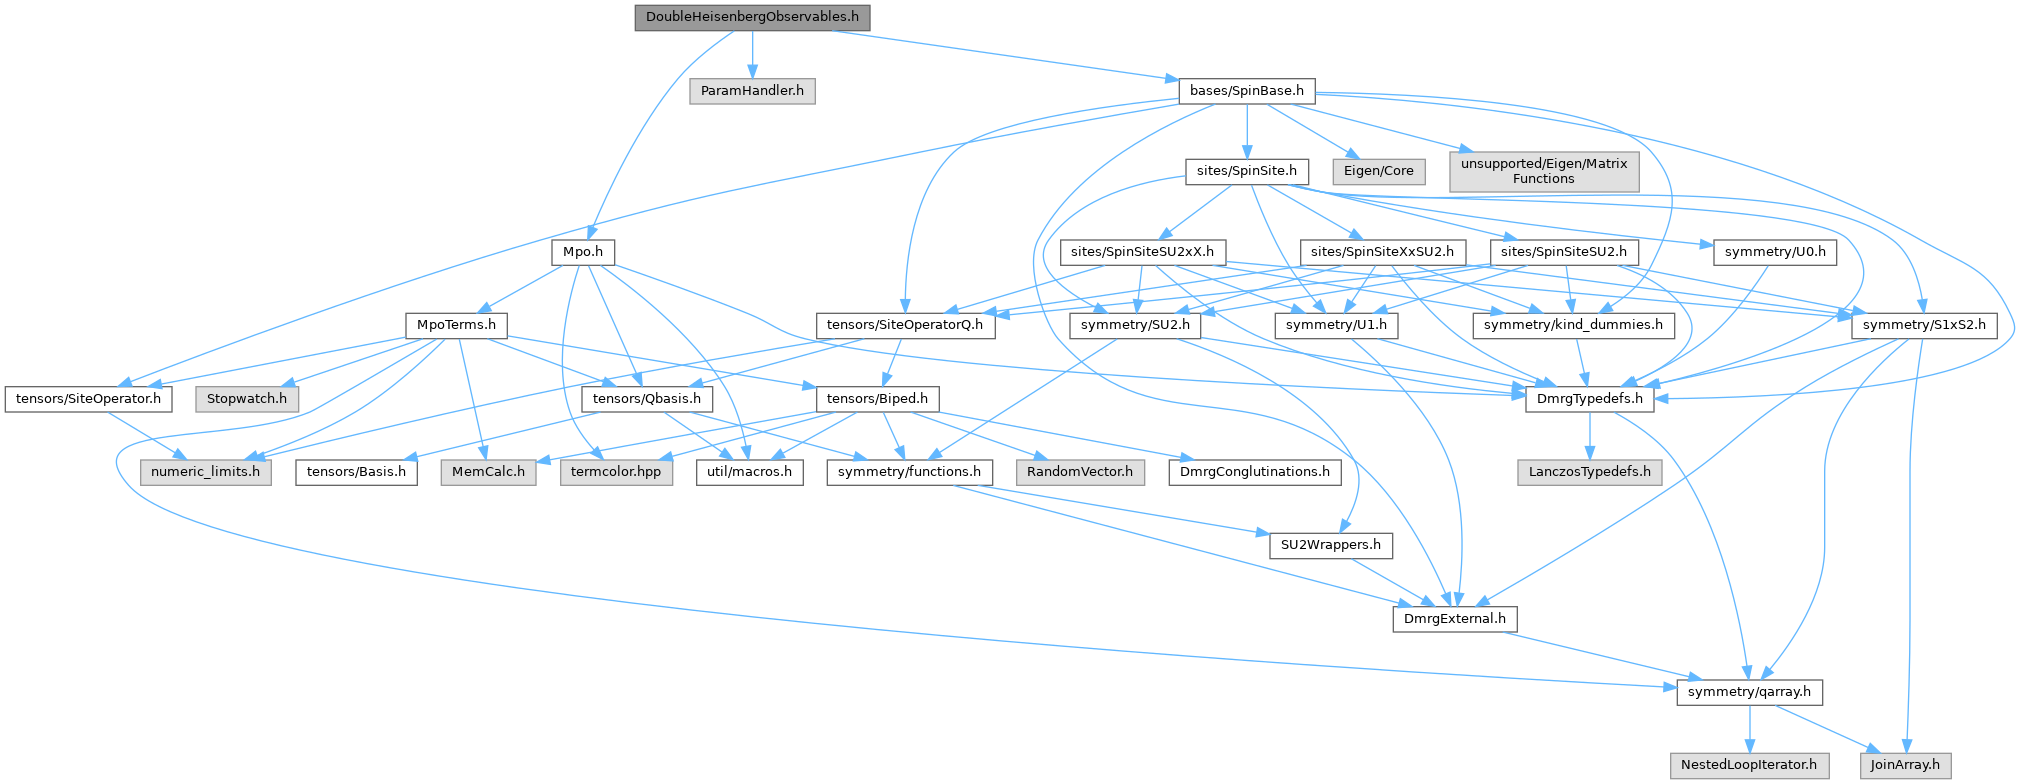 DoubleHeisenbergObservables.h
ParamHandler.h
bases/SpinBase.h
sites/SpinSite.h
Eigen/Core
unsupported/Eigen/Matrix
Functions
Mpo.h
sites/SpinSiteSU2xX.h
sites/SpinSiteXxSU2.h
sites/SpinSiteSU2.h
symmetry/U0.h
MpoTerms.h
tensors/SiteOperatorQ.h
symmetry/SU2.h
symmetry/U1.h
symmetry/kind_dummies.h
symmetry/S1xS2.h
tensors/SiteOperator.h
Stopwatch.h
tensors/Qbasis.h
tensors/Biped.h
DmrgTypedefs.h
numeric_limits.h
tensors/Basis.h
MemCalc.h
termcolor.hpp
util/macros.h
symmetry/functions.h
RandomVector.h
DmrgConglutinations.h
LanczosTypedefs.h
SU2Wrappers.h
DmrgExternal.h
symmetry/qarray.h
NestedLoopIterator.h
JoinArray.h